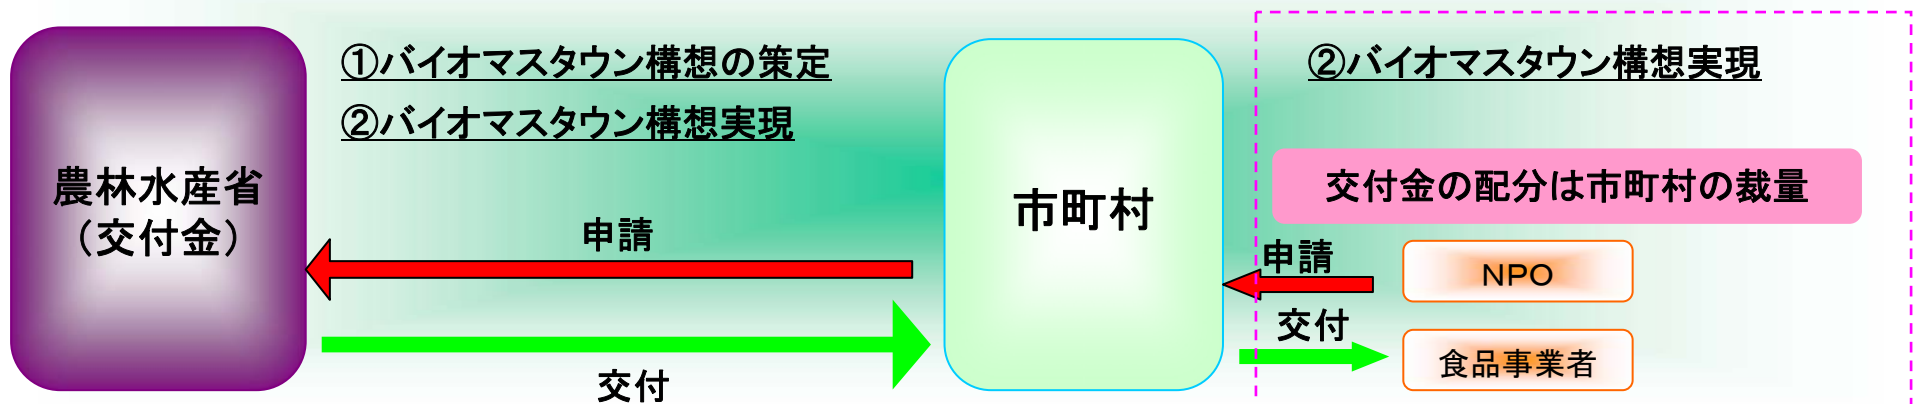 ①バイオマスタウン構想の策定
②バイオマスタウン構想実現
農林水産省
（交付金）
申請
交付
市町村
②バイオマスタウン構想実現
交付金の配分は市町村の裁量
申請
交付
NPO
食品事業者